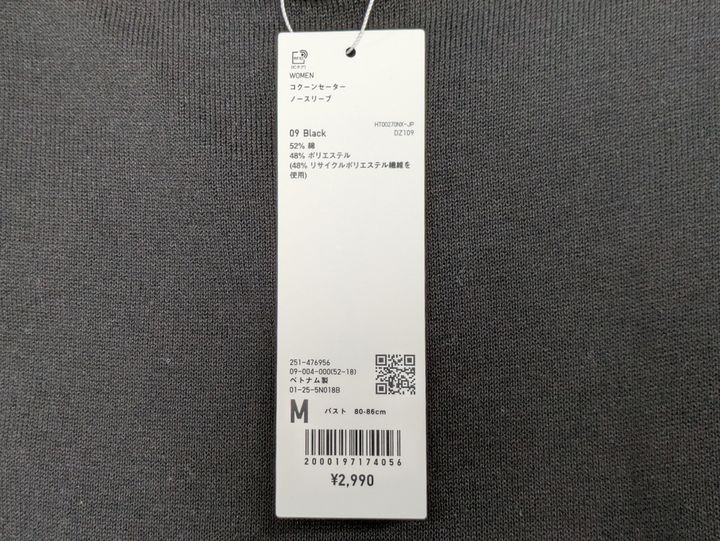 WOMEN
コクーンセーター
ノースリーブ
HT00270NX-JP
09 Black
DZ109
52% 綿
48% ポリエステル
(48% リサイクルポリエステル繊維を
使用)
251-476956
09-004-000(52-18)
ベトナム製
01-25-5N018B
M バスト 80-86cm
2000197174056
¥2,990